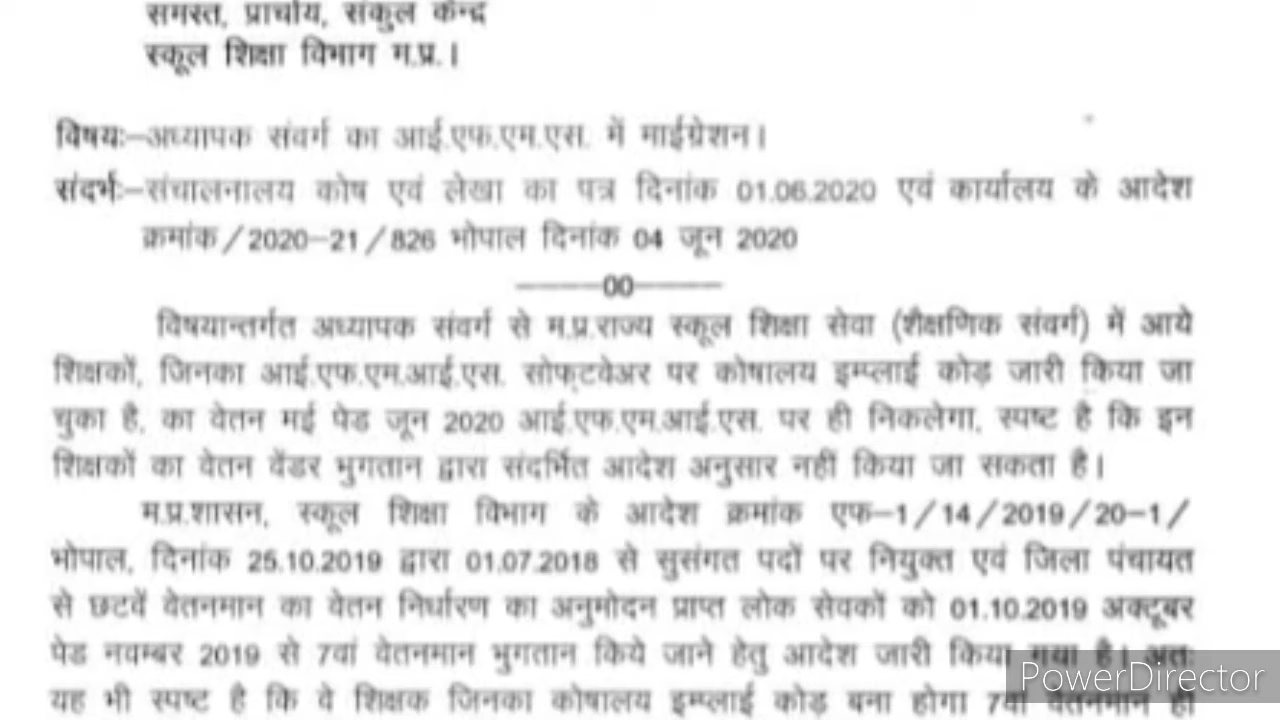 समस्त, प्राचार्य, संकुल केन्द्र
स्कूल शिक्षा विभाग म.प्र.।
विषयः–अध्यापक संवर्ग का आई.एफ.एम.एस. में माईग्रेशन।
संदर्भः–संचालनालय कोष एवं लेखा का पत्र दिनांक 01.06.2020 एवं कार्यालय के आदेश
क्रमांक/2020–21/826 भोपाल दिनांक 04 जून 2020
———00———
विषयान्तर्गत अध्यापक संवर्ग से म.प्र.राज्य स्कूल शिक्षा सेवा (शैक्षणिक संवर्ग) में आये
शिक्षकों, जिनका आई.एफ.एम.आई.एस. सोफ्टवेअर पर कोषालय इम्प्लाई कोड़ जारी किया जा
चुका है, का वेतन मई पेड जून 2020 आई.एफ.एम.आई.एस. पर ही निकलेगा, स्पष्ट है कि इन
शिक्षकों का वेतन वेंडर भुगतान द्वारा संदर्भित आदेश अनुसार नहीं किया जा सकता है।
म.प्र.शासन, स्कूल शिक्षा विभाग के आदेश क्रमांक एफ–1/14/2019/20–1/
भोपाल, दिनांक 25.10.2019 द्वारा 01.07.2018 से सुसंगत पदों पर नियुक्त एवं जिला पंचायत
से छटवें वेतनमान का वेतन निर्धारण का अनुमोदन प्राप्त लोक सेवकों को 01.10.2019 अक्टूबर
पेड नवम्बर 2019 से 7वां वेतनमान भुगतान किये जाने हेतु आदेश जारी किया गया है। अतः
यह भी स्पष्ट है कि वे शिक्षक जिनका कोषालय इम्प्लाई कोड़ बना होगा 7वां वेतनमान ही
PowerDirector